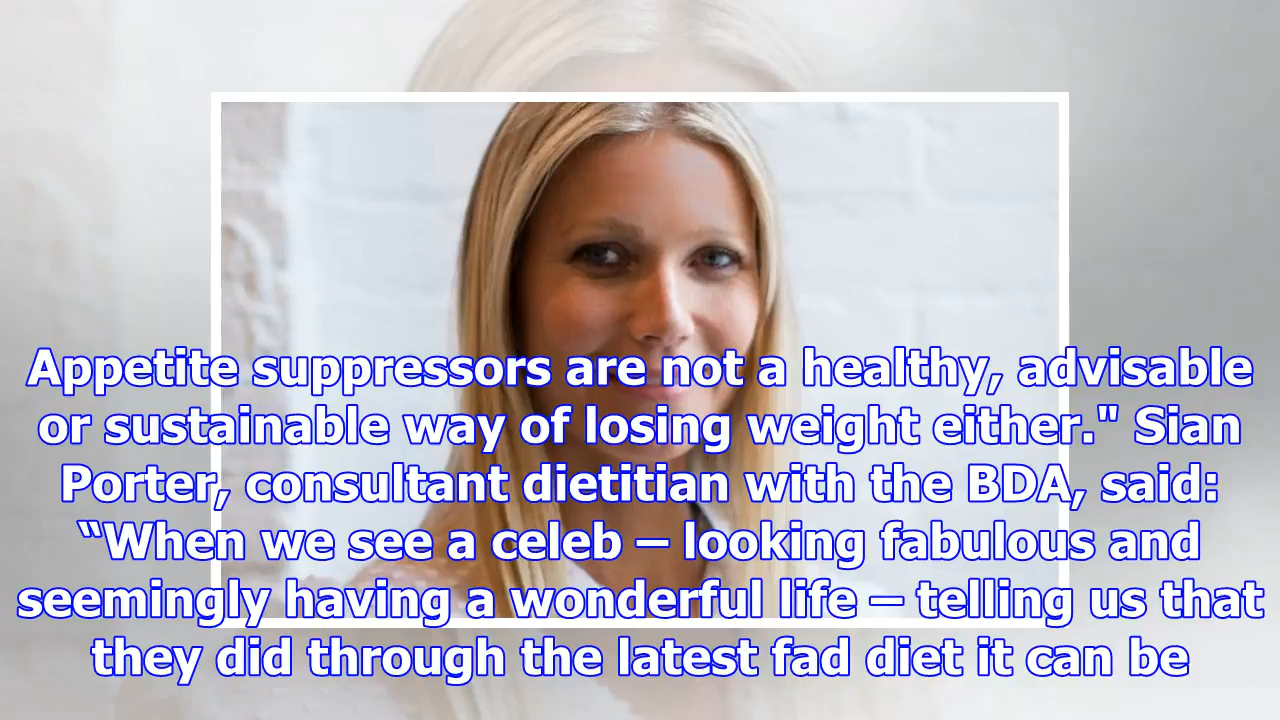 Appetite suppressors are not a healthy, advisable
or sustainable way of losing weight either." Sian
Porter, consultant dietitian with the BDA, said:
“When we see a celeb – looking fabulous and
seemingly having a wonderful life – telling us that
they did through the latest fad diet it can be